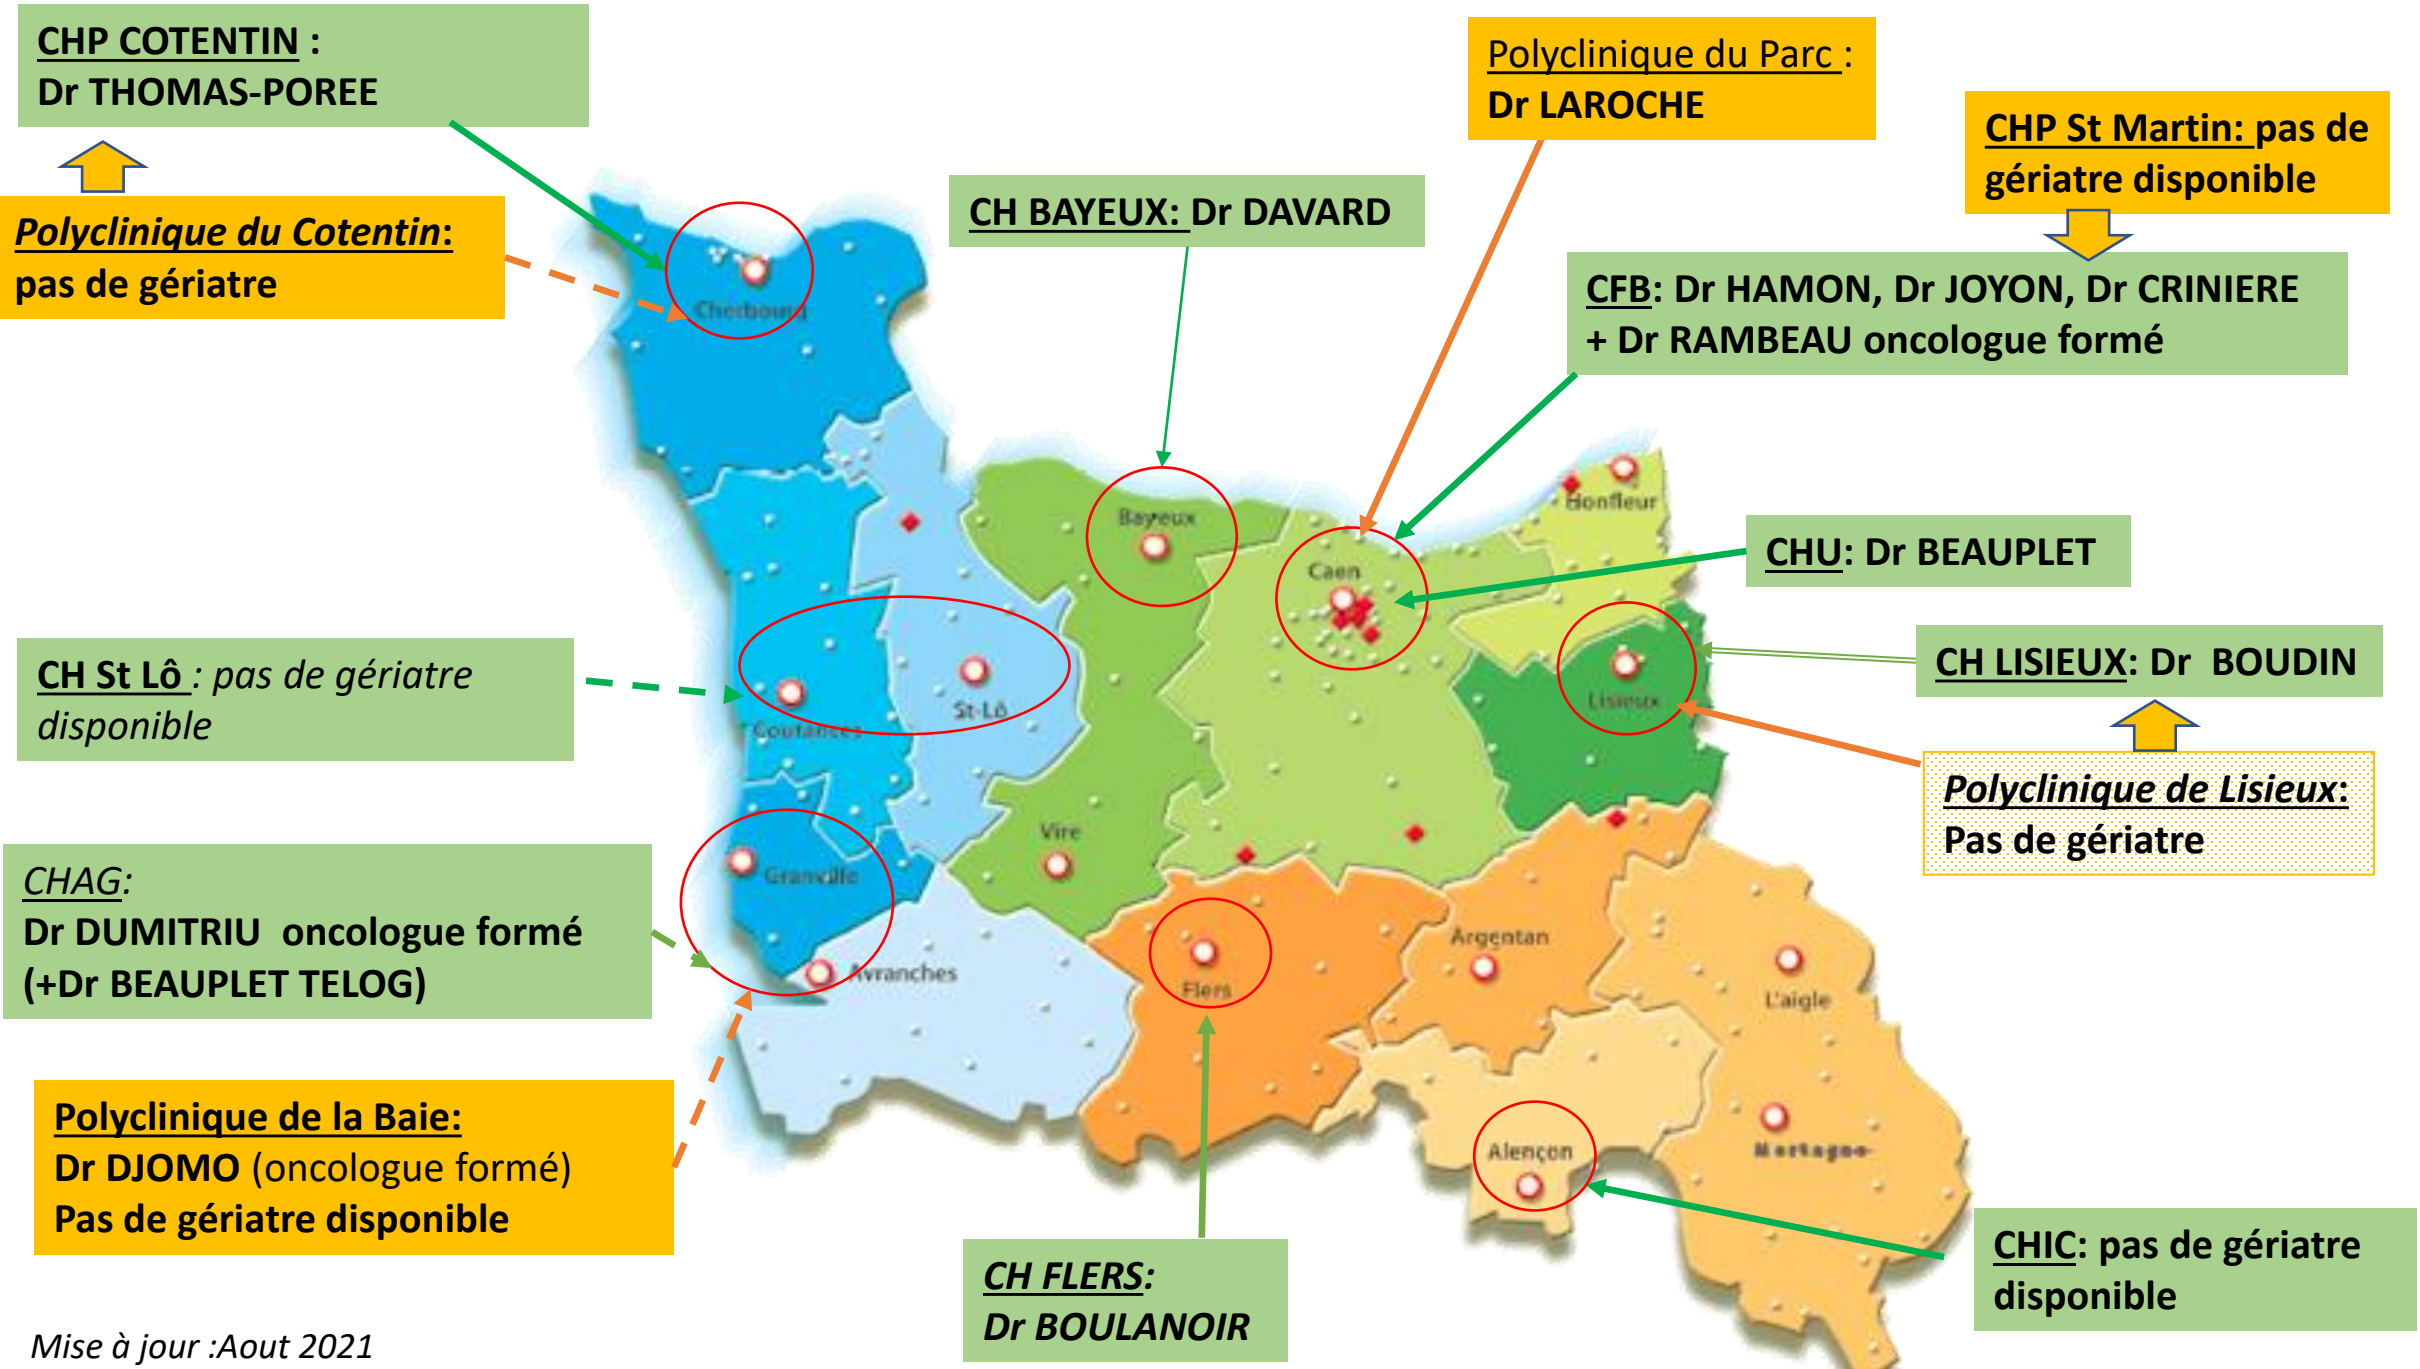 CHP COTENTIN :
Dr THOMAS-POREE
Polyclinique du Parc :
Dr LAROCHE
CHP St Martin: pas de
gériatre disponible
Polyclinique du Cotentin:
pas de gériatre
CH BAYEUX: Dr DAVARD
CFB: Dr HAMON, Dr JOYON, Dr CRINIERE
+ Dr RAMBEAU oncologue formé
Cherbourg
Honfleur
Bayeux
Caen
CHU: Dr BEAUPLET
CH St Lô : pas de gériatre
disponible
CH LISIEUX: Dr BOUDIN
Lisieux
St-Lô
Coutances
Polyclinique de Lisieux:
Pas de gériatre
Vire
Granville
CHAG:
Dr DUMITRIU oncologue formé
(+Dr BEAUPLET TELOG)
Argentan
Avranches
Flers
L'aigle
Polyclinique de la Baie:
Dr DJOMO (oncologue formé)
Pas de gériatre disponible
Alençon
Mortagne
CHIC: pas de gériatre
disponible
CH FLERS:
Dr BOULANOIR
Mise à jour :Aout 2021